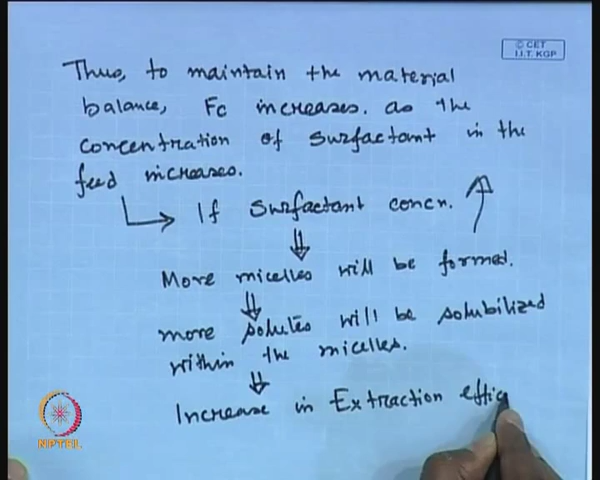 © CET
I.I.T. KGP
Thus, to maintain the material
balance, Fc increases. as the
concentration of surfactant in the
feed increases.
If surfactant concn.
More micelles will be formed.
more solutes will be solubilized
within the micelles.
Increase in Extraction effic
NPTEL